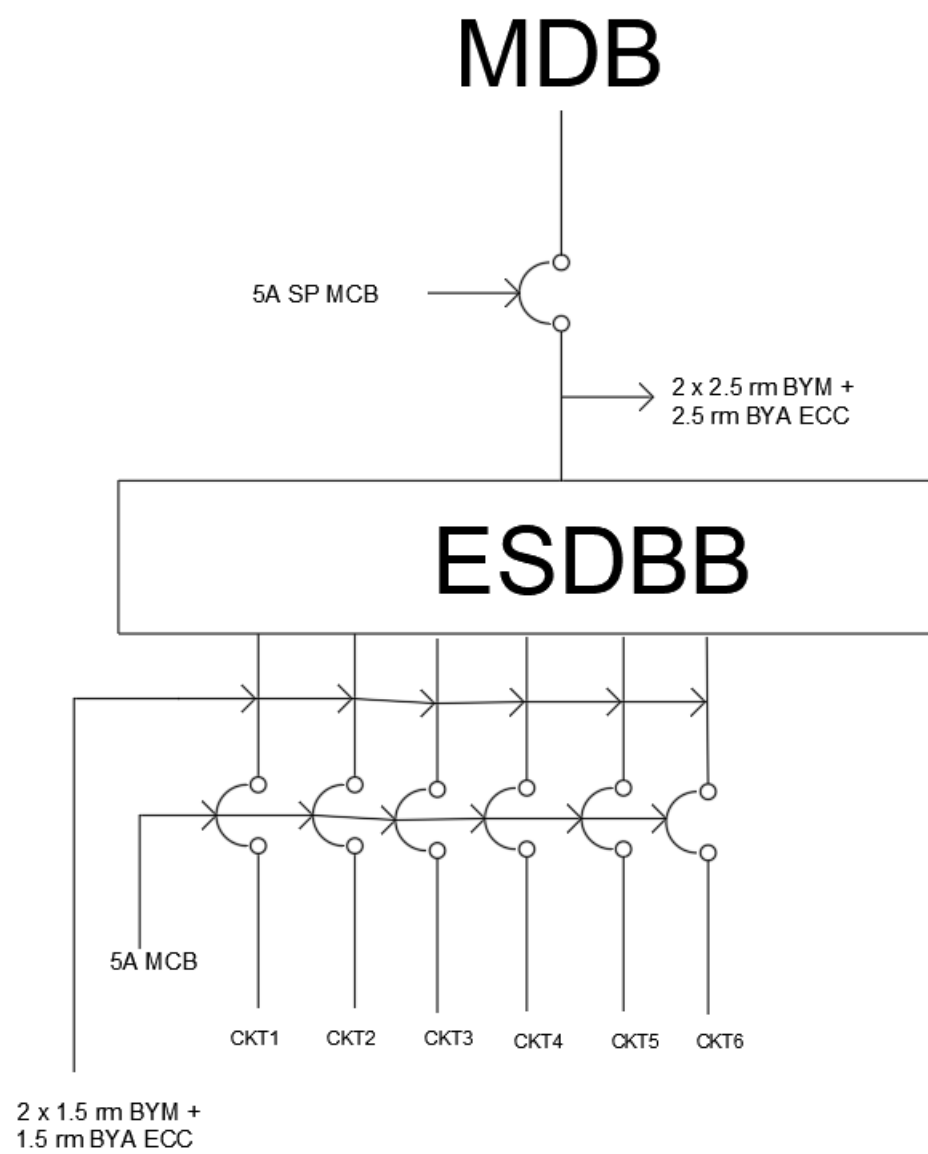 MDB
5A SP MCB
2 x 2.5 rm BYM +
2.5 rm BYA ECC
ESDBB
5A MCB
CKT1
CKT2
CKT3
CKT4
CKT5
CKT6
2 x 1.5 rm BYM +
1.5 rm BYA ECC